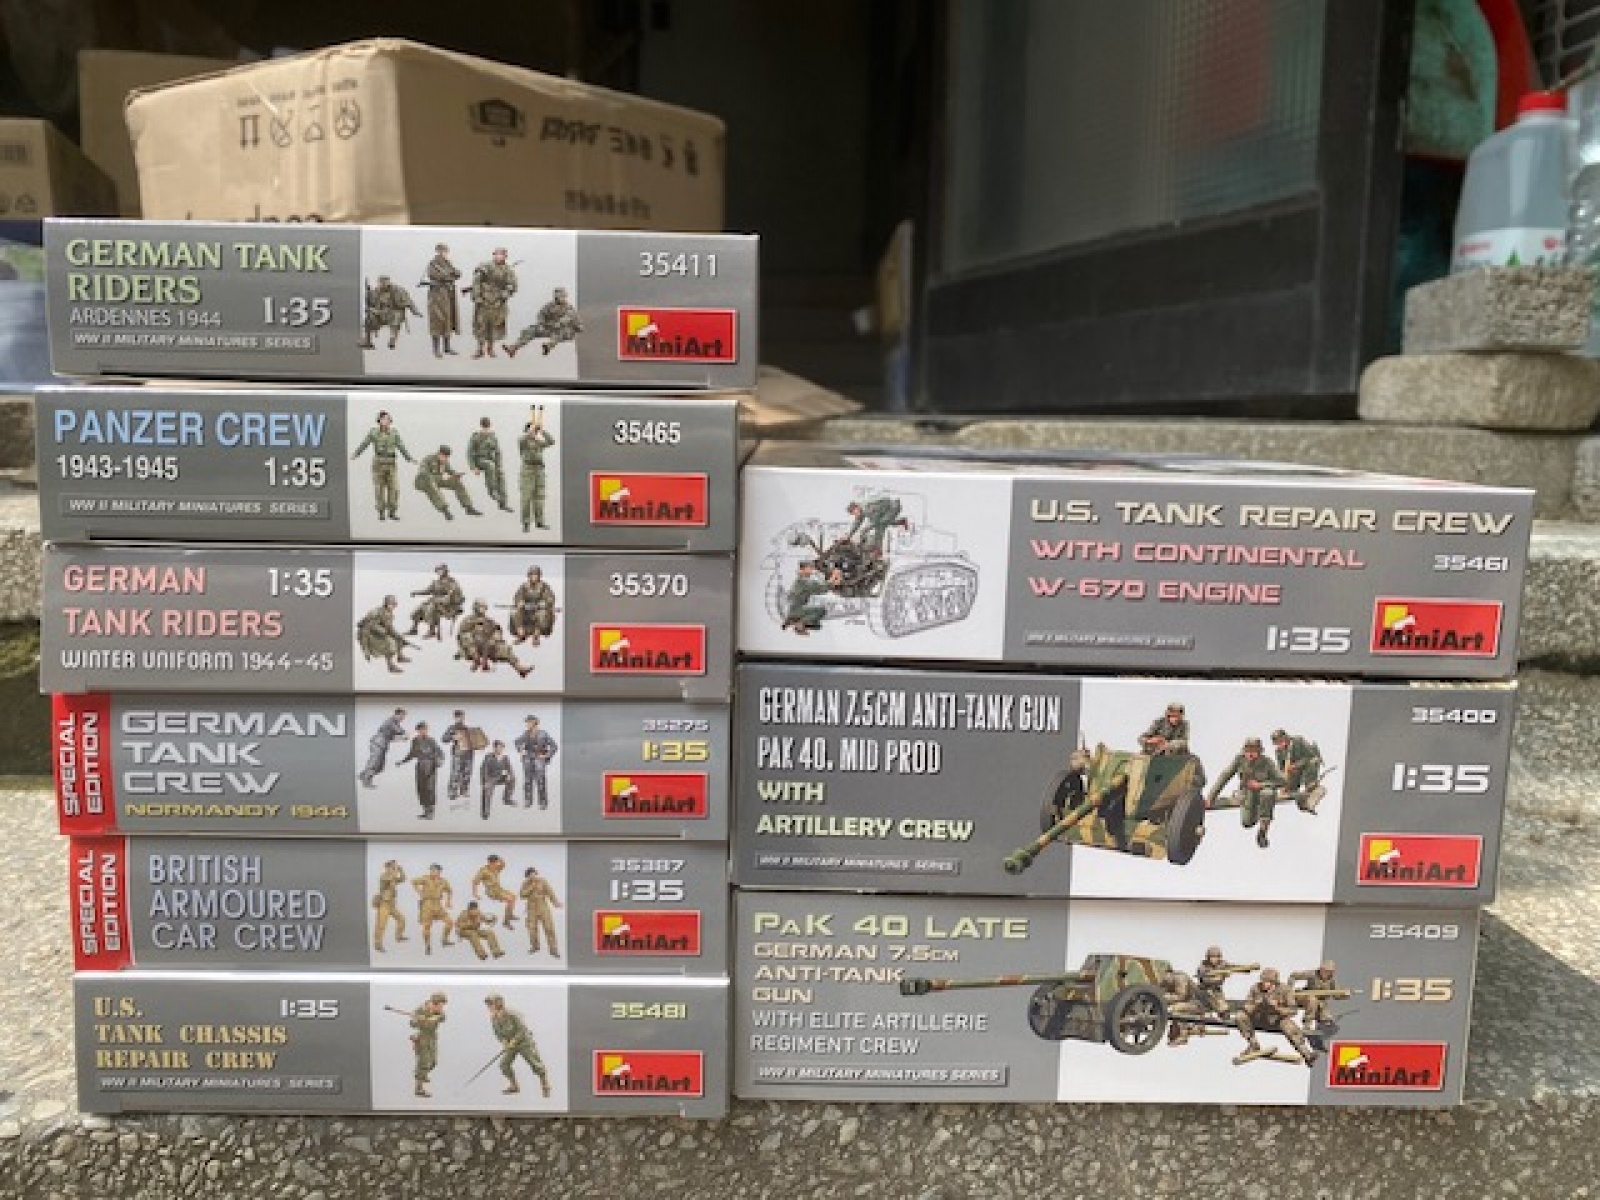 GERMAN TANK
RIDERS 1:35
ARDENNES 1944
WW II MILITARY MINIATURES SERIES
35411
MiniArt
PANZER CREW
1943-1945 1:35
WW II MILITARY MINIATURES SERIES
35465
MiniArt
GERMAN 1:35
TANK RIDERS
WINTER UNIFORM 1944-45
35370
MiniArt
SPECIAL
EDITION
GERMAN
TANK
CREW
NORMANDY 1944
35275
1:35
MiniArt
SPECIAL
EDITION
BRITISH
ARMOURED
CAR CREW
35387
1:35
MiniArt
U.S. 1:35
TANK CHASSIS
REPAIR CREW
WW II MILITARY MINIATURES SERIES
35481
MiniArt
U.S. TANK REPAIR CREW
WITH CONTINENTAL 35461
W-670 ENGINE
WW II MILITARY MINIATURES SERIES
1:35
MiniArt
GERMAN 7.5CM ANTI-TANK GUN
PAK 40. MID PROD
WITH
ARTILLERY CREW
WW II MILITARY MINIATURES SERIES
35400
1:35
MiniArt
PAK 40 LATE
GERMAN 7.5CM
ANTI-TANK
GUN
WITH ELITE ARTILLERIE
REGIMENT CREW
WW II MILITARY MINIATURES SERIES
35409
1:35
MiniArt